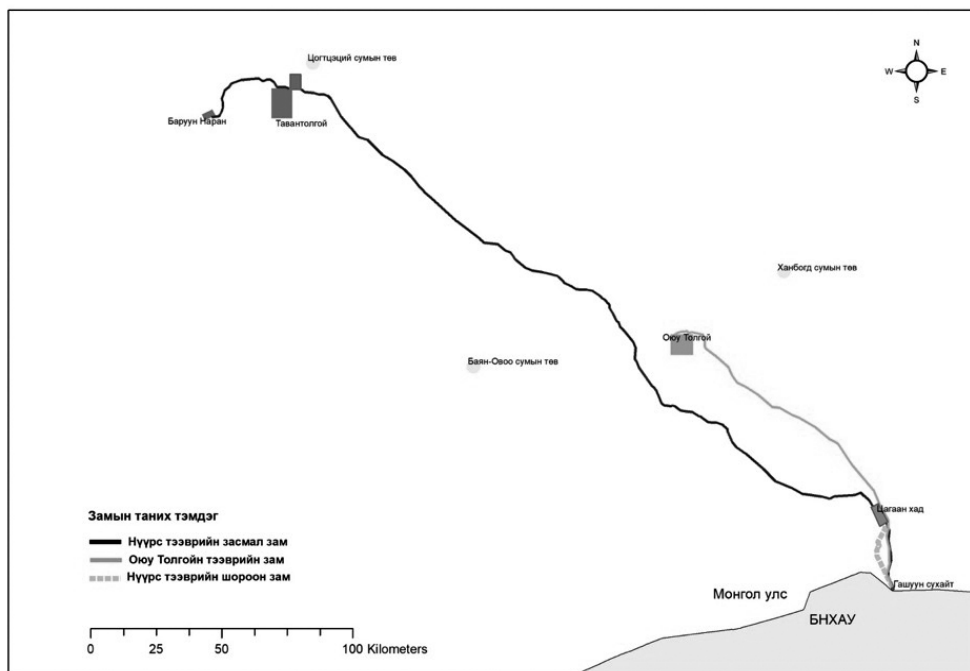 Цогтцэций сумын төв
N
W E
S
Баруун Наран
Тавантолгой
Ханбогд сумын төв
Оюу Толгой
Баян-Овоо сумын төв
Цагаан хад
Замын таних тэмдэг
Нүүрс тээврийн засмал зам
Оюу Толгойн тээврийн зам
Нүүрс тээврийн шороон зам
Гашуун сухайт
Монгол улс
БНХАУ
0 25 50 100 Kilometers